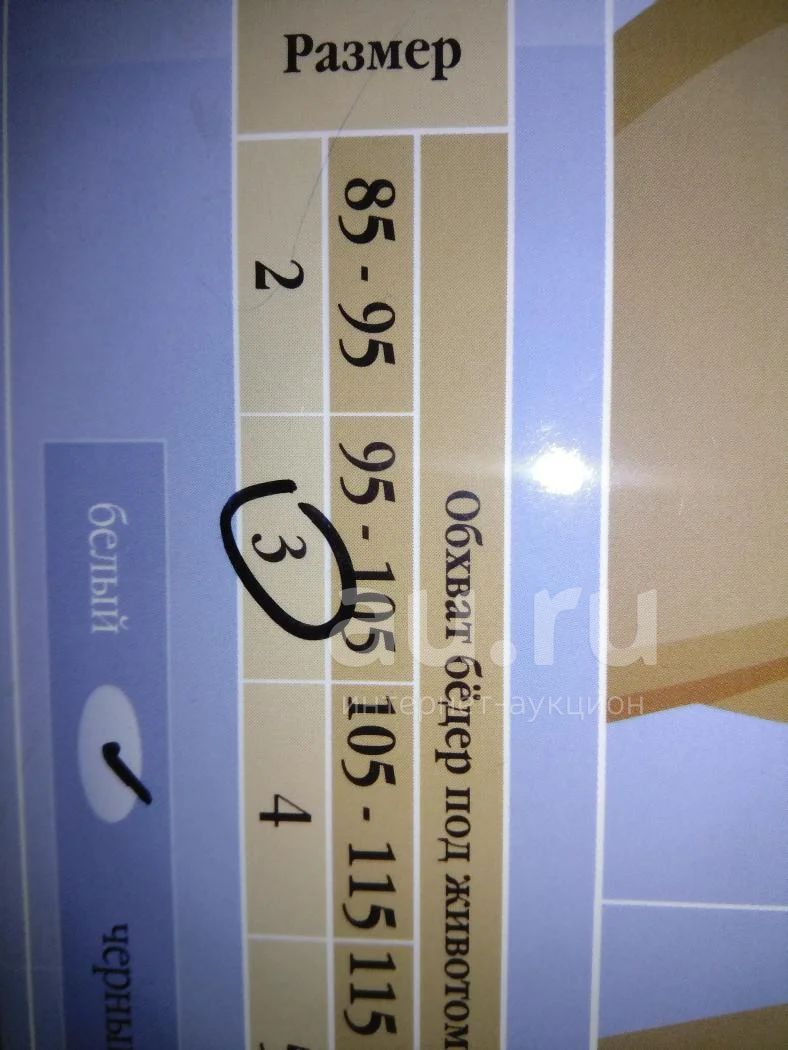 Размер
Обхват бёдер под животом
85 - 95
95 - 105
105 - 115
115
2
3
4
белый
черны
au.ru
интернет-аукцион